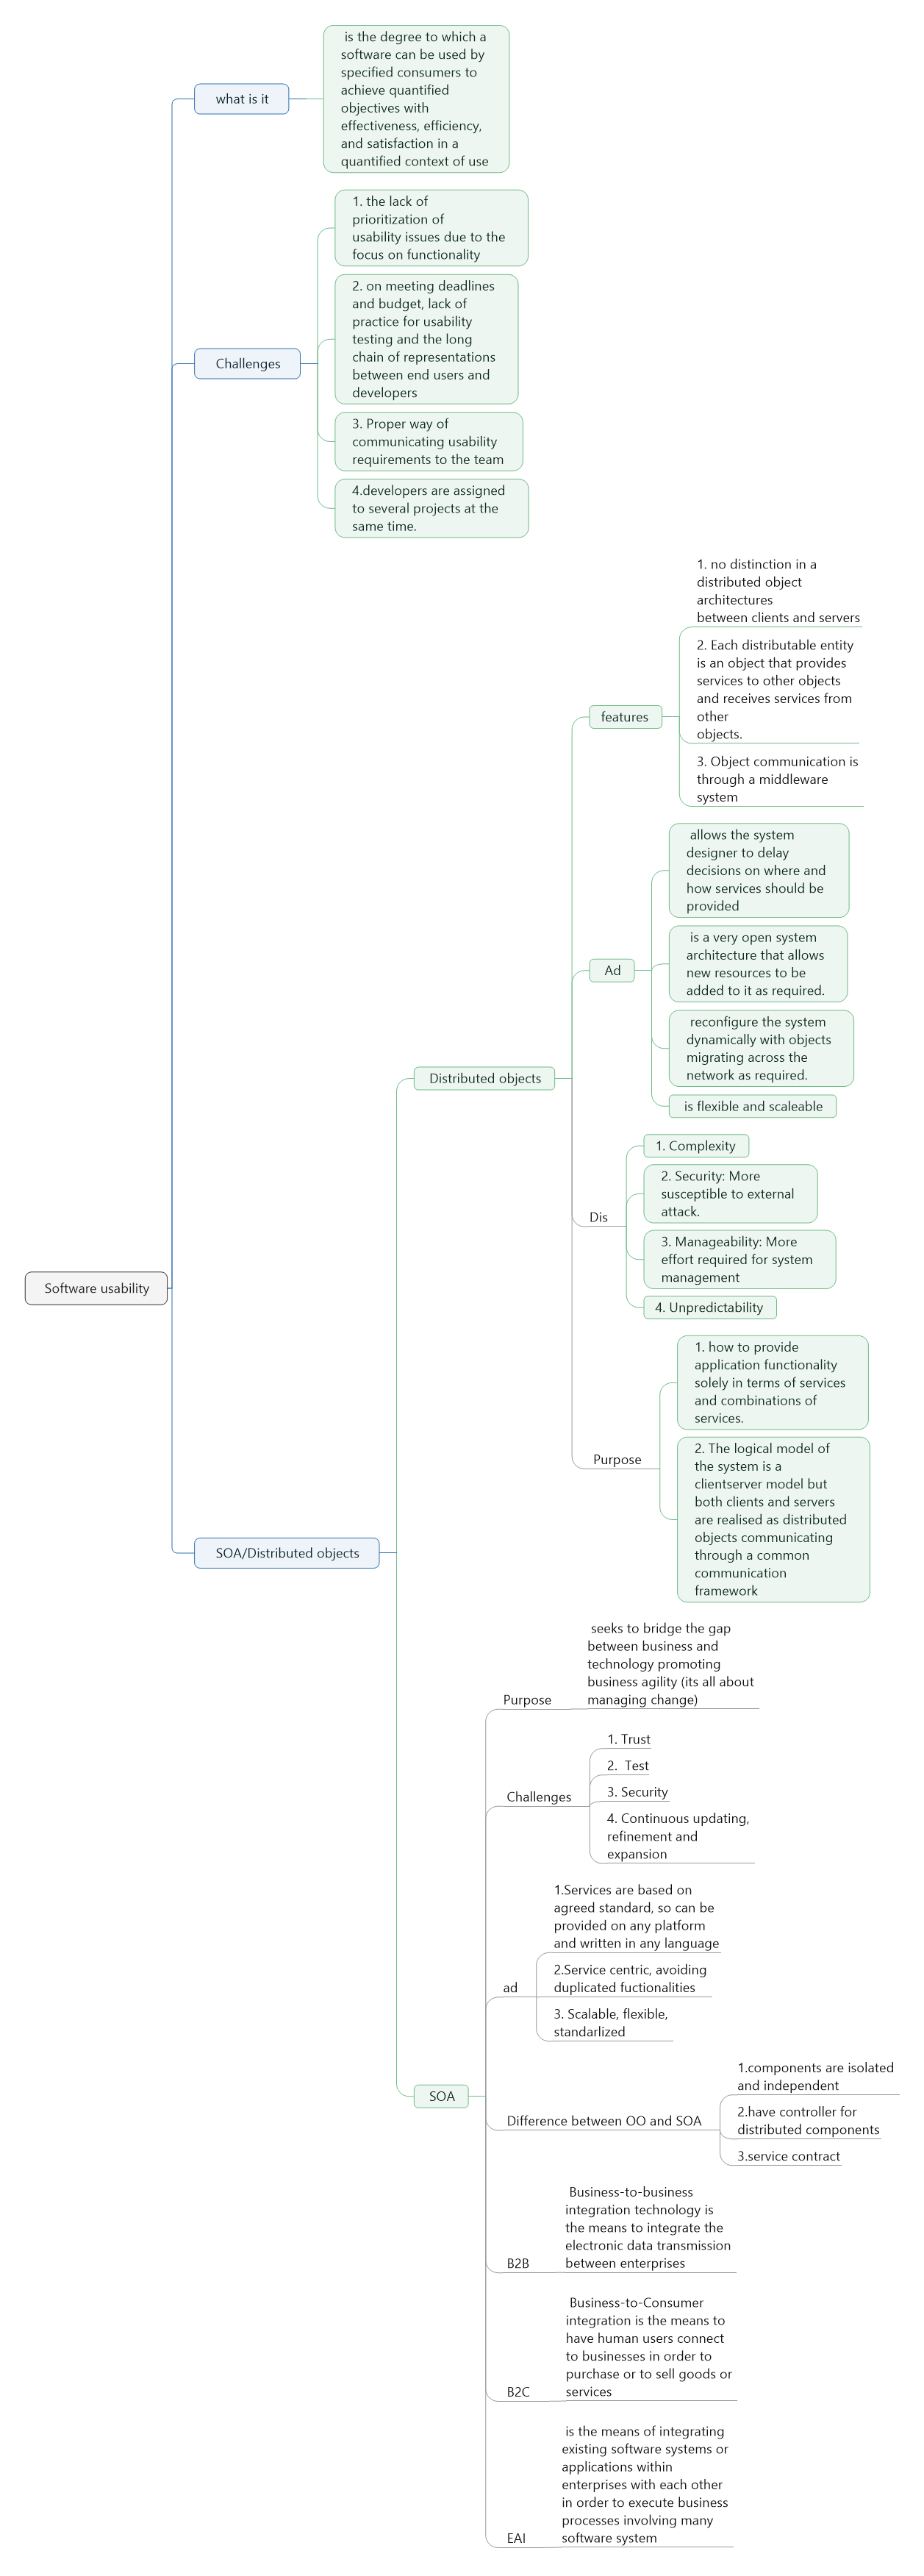 is the degree to which a
software can be used by
specified consumers to
achieve quantified
objectives with
effectiveness, efficiency,
and satisfaction in a
quantified context of use
what is it
1. the lack of
prioritization of
usability issues due to the
focus on functionality
2. on meeting deadlines
and budget, lack of
practice for usability
testing and the long
chain of representations
between end users and
developers
Challenges
3. Proper way of
communicating usability
requirements to the team
4.developers are assigned
to several projects at the
same time.
1. no distinction in a
distributed object
architectures
between clients and servers
2. Each distributable entity
is an object that provides
services to other objects
and receives services from
other
objects.
features
3. Object communication is
through a middleware
system
allows the system
designer to delay
decisions on where and
how services should be
provided
is a very open system
architecture that allows
new resources to be
added to it as required.
Ad
reconfigure the system
dynamically with objects
migrating across the
network as required.
Distributed objects
is flexible and scaleable
1. Complexity
2. Security: More
susceptible to external
attack.
Dis
3. Manageability: More
effort required for system
management
Software usability
4. Unpredictability
1. how to provide
application functionality
solely in terms of services
and combinations of
services.
Purpose
2. The logical model of
the system is a
clientserver model but
both clients and servers
are realised as distributed
objects communicating
through a common
communication
framework
SOA/Distributed objects
seeks to bridge the gap
between business and
technology promoting
business agility (its all about
managing change)
Purpose
1. Trust
2.  Test
3. Security
Challenges
4. Continuous updating,
refinement and
expansion
1.Services are based on
agreed standard, so can be
provided on any platform
and written in any language
2.Service centric, avoiding
duplicated fuctionalities
ad
3. Scalable, flexible,
standarlized
SOA
1.components are isolated
and independent
2.have controller for
distributed components
Difference between OO and SOA
3.service contract
Business-to-business
integration technology is
the means to integrate the
electronic data transmission
between enterprises
B2B
Business-to-Consumer
integration is the means to
have human users connect
to businesses in order to
purchase or to sell goods or
services
B2C
is the means of integrating
existing software systems or
applications within
enterprises with each other
in order to execute business
processes involving many
software system
EAI